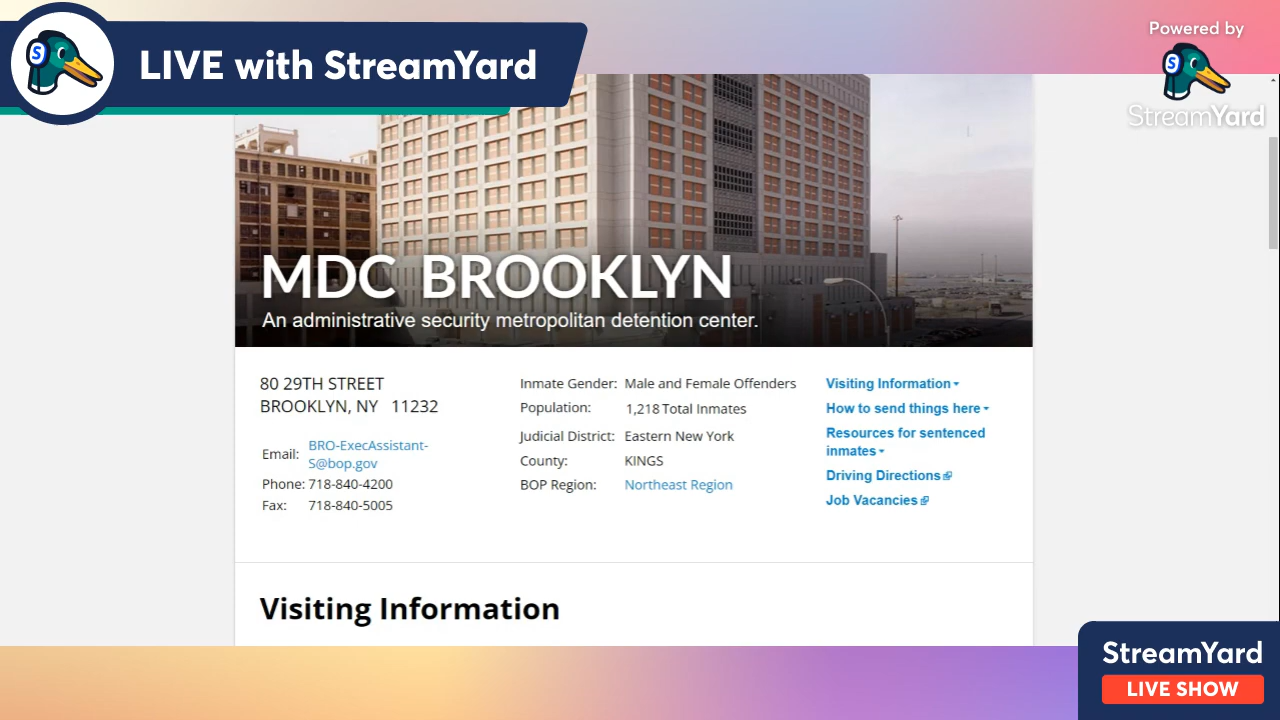 LIVE with StreamYard
Powered by
StreamYard
MDC BROOKLYN
An administrative security metropolitan detention center.
80 29TH STREET
BROOKLYN, NY 11232
Email: BRO-ExecAssistant-
S@bop.gov
Phone: 718-840-4200
Fax: 718-840-5005
Inmate Gender: Male and Female Offenders
Population: 1,218 Total Inmates
Judicial District: Eastern New York
County: KINGS
BOP Region: Northeast Region
Visiting Information
How to send things here
Resources for sentenced
inmates
Driving Directions
Job Vacancies
Visiting Information
StreamYard
LIVE SHOW